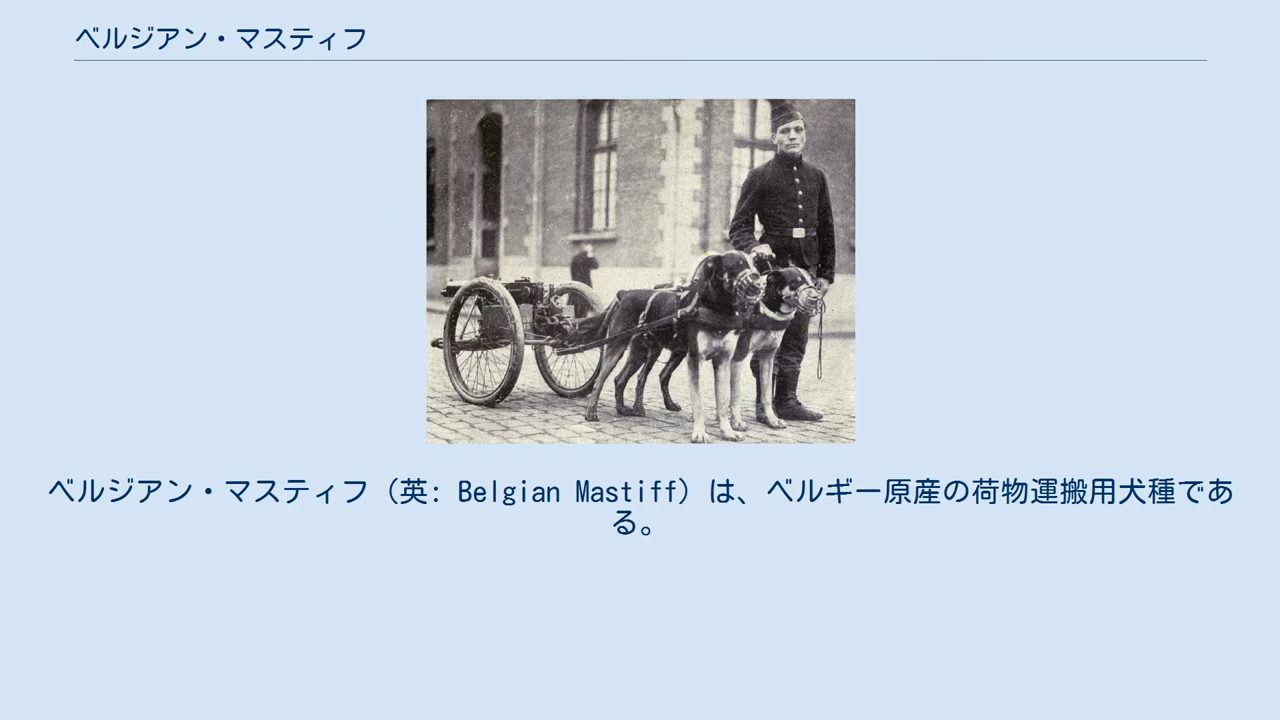 ベルジアン・マスティフ
ベルジアン・マスティフ（英: Belgian Mastiff）は、ベルギー原産の荷物運搬用犬種であ
る。